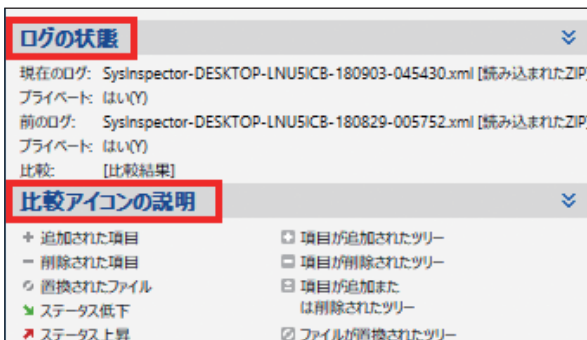 ログの状態
現在のログ: SysInspector-DESKTOP-LNU5ICB-180903-045430.xml [読み込まれたZIP]
プライベート: はい(Y)
前のログ: SysInspector-DESKTOP-LNU5ICB-180829-005752.xml [読み込まれたZIP]
プライベート: はい(Y)
比較: [比較結果]
比較アイコンの説明
追加された項目 項目が追加されたツリー
削除された項目 項目が削除されたツリー
置換されたファイル 項目が追加また
ステータス低下 は削除されたツリー
ステータス上昇 ファイルが置換されたツリー